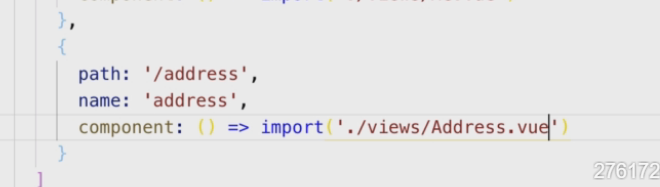 },
{
path: '/address',
name: 'address',
component: () => import('./views/Address.vue')
}
]
276172